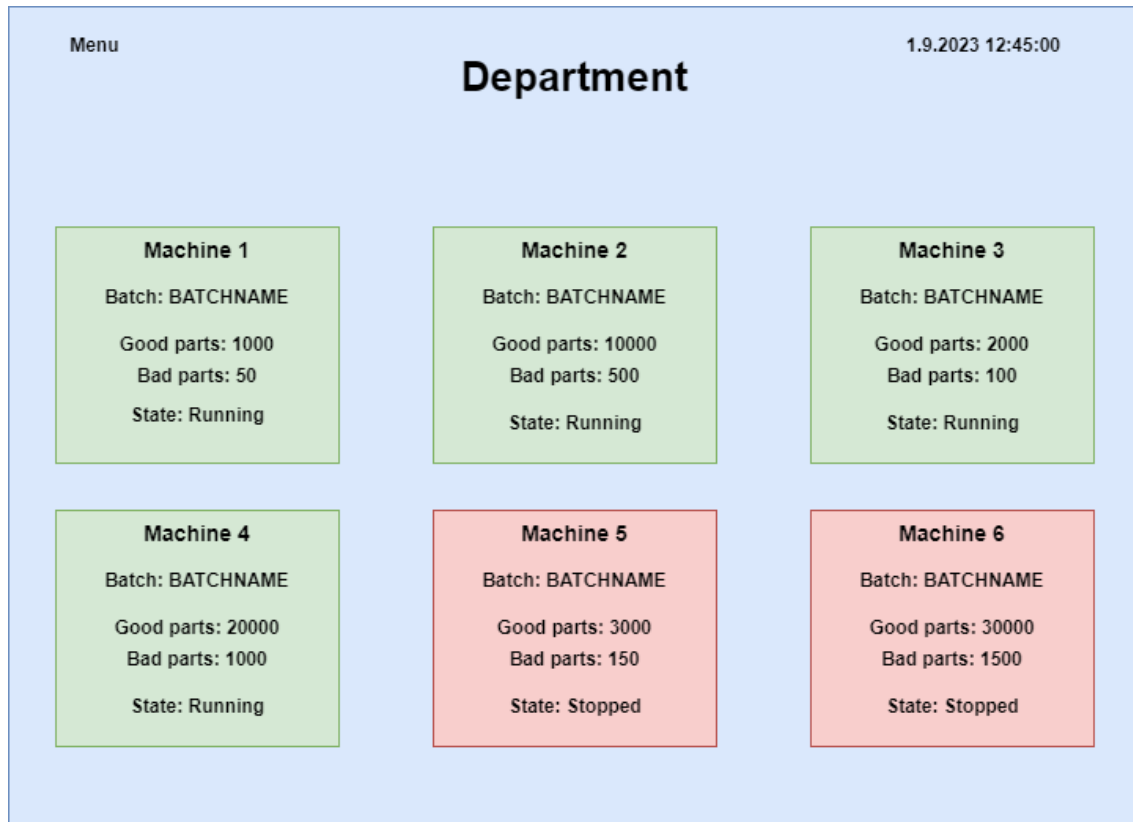 Menu
1.9.2023 12:45:00
Department
Machine 1
Batch: BATCHNAME
Good parts: 1000
Bad parts: 50
State: Running
Machine 2
Batch: BATCHNAME
Good parts: 10000
Bad parts: 500
State: Running
Machine 3
Batch: BATCHNAME
Good parts: 2000
Bad parts: 100
State: Running
Machine 4
Batch: BATCHNAME
Good parts: 20000
Bad parts: 1000
State: Running
Machine 5
Batch: BATCHNAME
Good parts: 3000
Bad parts: 150
State: Stopped
Machine 6
Batch: BATCHNAME
Good parts: 30000
Bad parts: 1500
State: Stopped